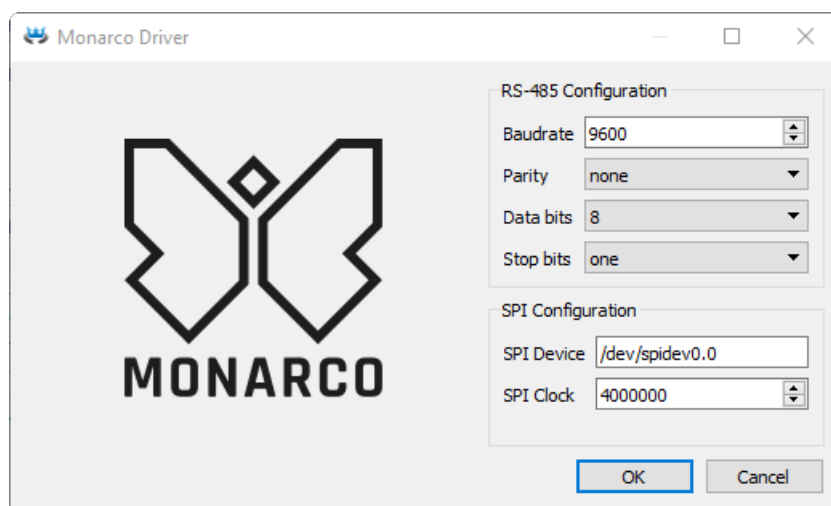 Monarco Driver
MONARCO
RS-485 Configuration
Baudrate 9600
Parity none
Data bits 8
Stop bits one
SPI Configuration
SPI Device /dev/spidev0.0
SPI Clock 4000000
OK Cancel